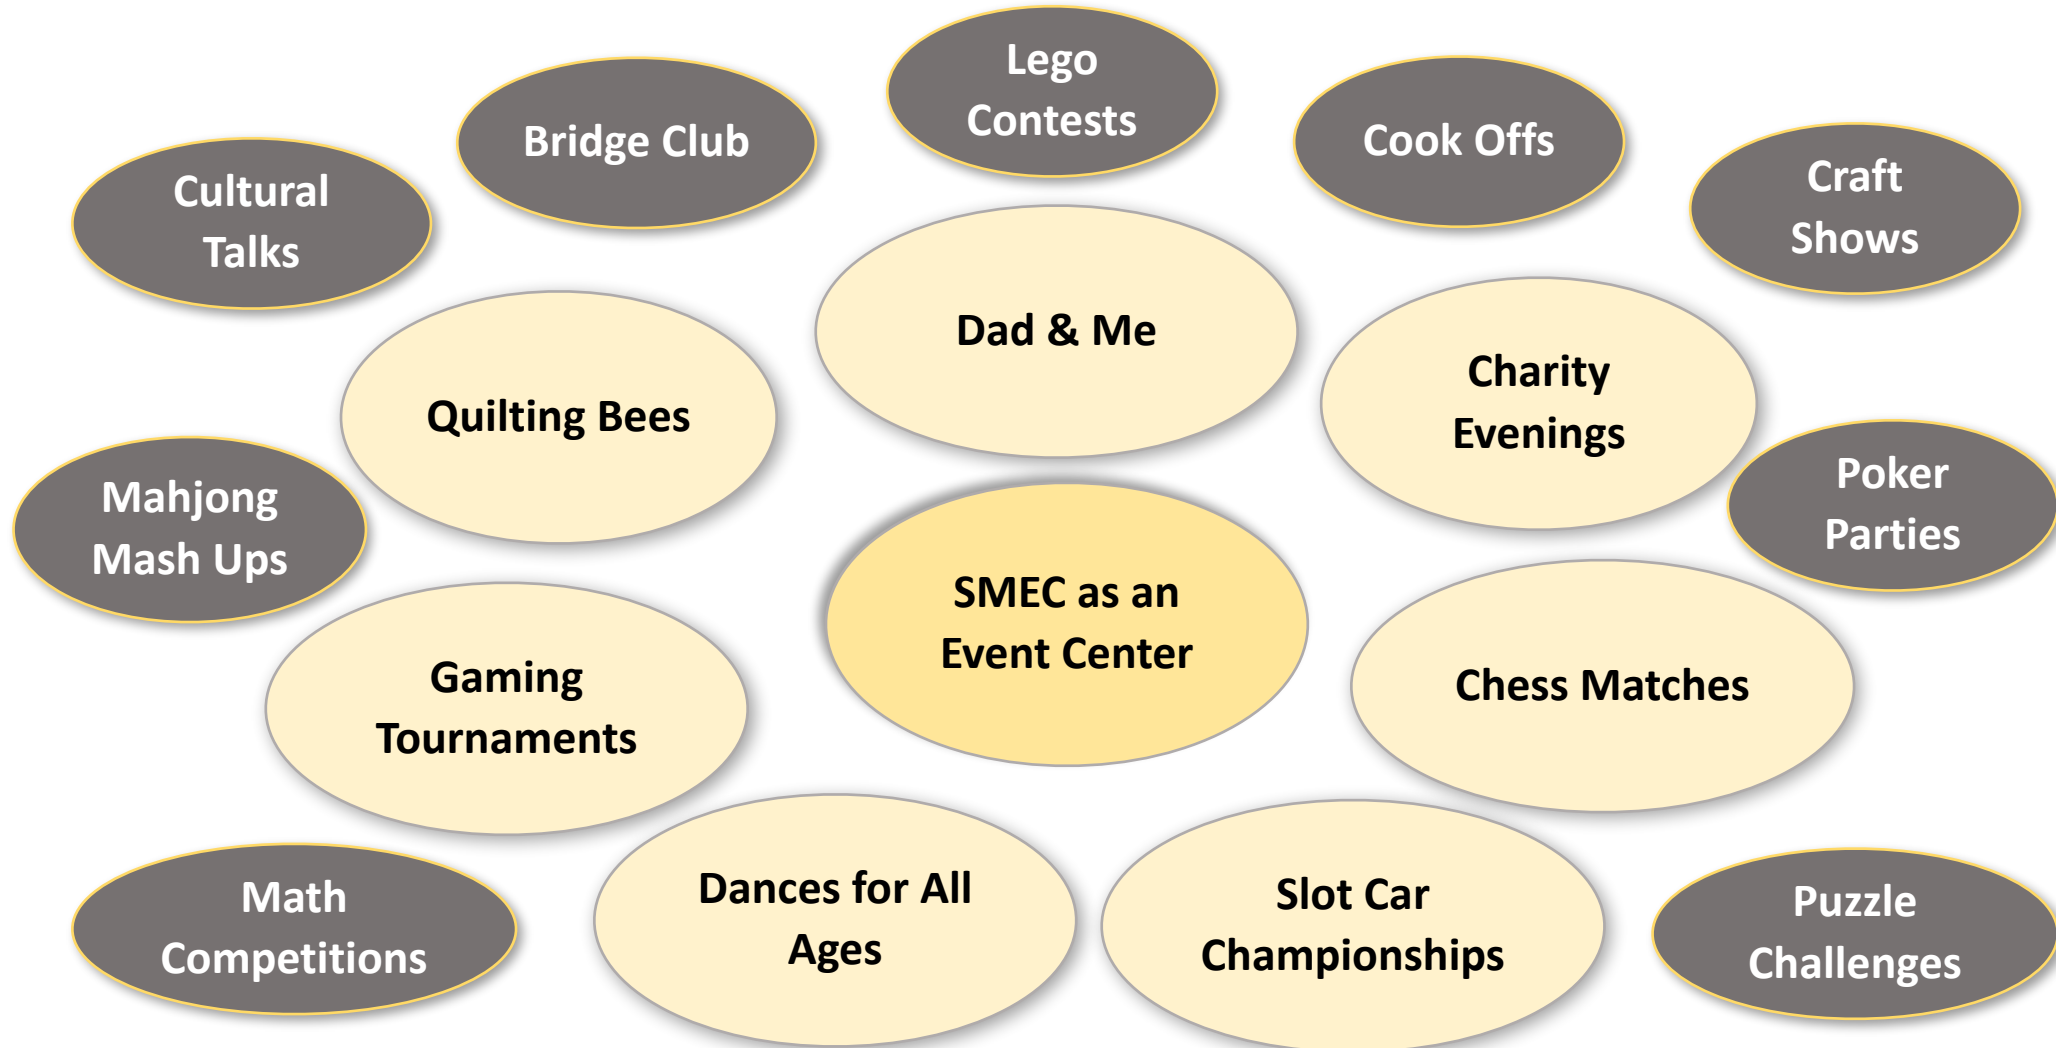 Lego
Contests
Bridge Club
Cook Offs
Cultural
Talks
Craft
Shows
Dad & Me
Quilting Bees
Charity
Evenings
Mahjong
Mash Ups
Poker
Parties
SMEC as an
Event Center
Gaming
Tournaments
Chess Matches
Math
Competitions
Dances for All
Ages
Slot Car
Championships
Puzzle
Challenges